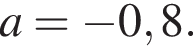 a = −0,8.